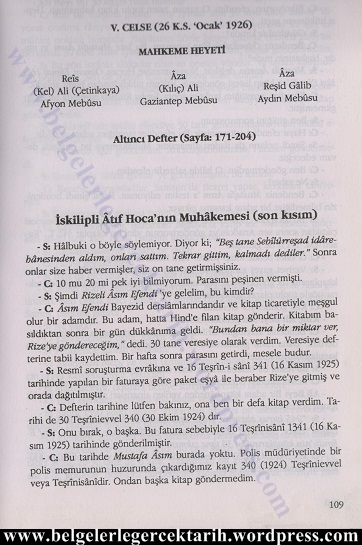 V. CELSE (26 K.S. ‘Ocak’ 1926)
MAHKEME HEYETİ
Reîs
Âza
Âza
(Kel) Ali (Çetinkaya)
(Kılıç) Ali
Reşid Gâlib
Afyon Mebûsu
Gaziantep Mebûsu
Aydın Mebûsu
Altıncı Defter (Sayfa: 171-204)
İskilipli Âtıf Hoca’nın Muhâkemesi (son kısım)
- S: Hâlbuki o böyle söylemiyor. Diyor ki; "Beş tane Sebîlürreşad idâre-
hânesinden aldım, onları sattım. Tekrar gittim, kalmadı dediler." Sonra
onlar size haber vermişler, siz on tane getirmişsiniz.
- C: 10 mu 20 mi pek iyi bilmiyorum. Parasını peşinen vermişti.
- S: Şimdi Rizeli Âsım Efendi'ye gelelim, bu kimdir?
- C: Âsım Efendi Bayezid dersiâmlarındandır ve kitap ticaretiyle meşgul
olur bir adamdır. Bu adam, hatta Hind'e filan kitap gönderir. Kitabım ba-
sıldıktan sonra bir gün dükkânıma geldi. "Bundan bana bir miktar ver,
Rize'ye göndereceğim," dedi. 30 tane veresiye olarak verdim. Veresiye def-
terine tabii kaydettim. Bir hafta sonra parasını getirdi, mesele budur.
- S: Resmî soruşturma evrâkına ve 16 Teşrîn-i sânî 341 (16 Kasım 1925)
tarihinde yapılan bir faturaya göre paket eşyâ ile beraber Rize'ye gitmiş ve
orada dağıtılmıştır.
- C: Defterin tarihine lütfen bakınız, ona ben bir defa kitap verdim. Ta-
rihi de 30 Teşrînievvel 340 (30 Ekim 1924) dır.
- S: Onu bırak, o başka. Bu fatura sebebiyle 16 Teşrînisânî 1341 (16 Ka-
sım 1925) tarihinde gönderilmiştir.
- C: Bu tarihde Mustafa Âsım burada yoktu. Polis müdüriyetinde bir
polis memurunun huzurunda çıkardığımız kayıt 340 (1924) Teşrînievvel
veya Teşrinisânîdir. Ondan başka kitap göndermedim.
109
www.belgelerlegercektarih.wordpress.com